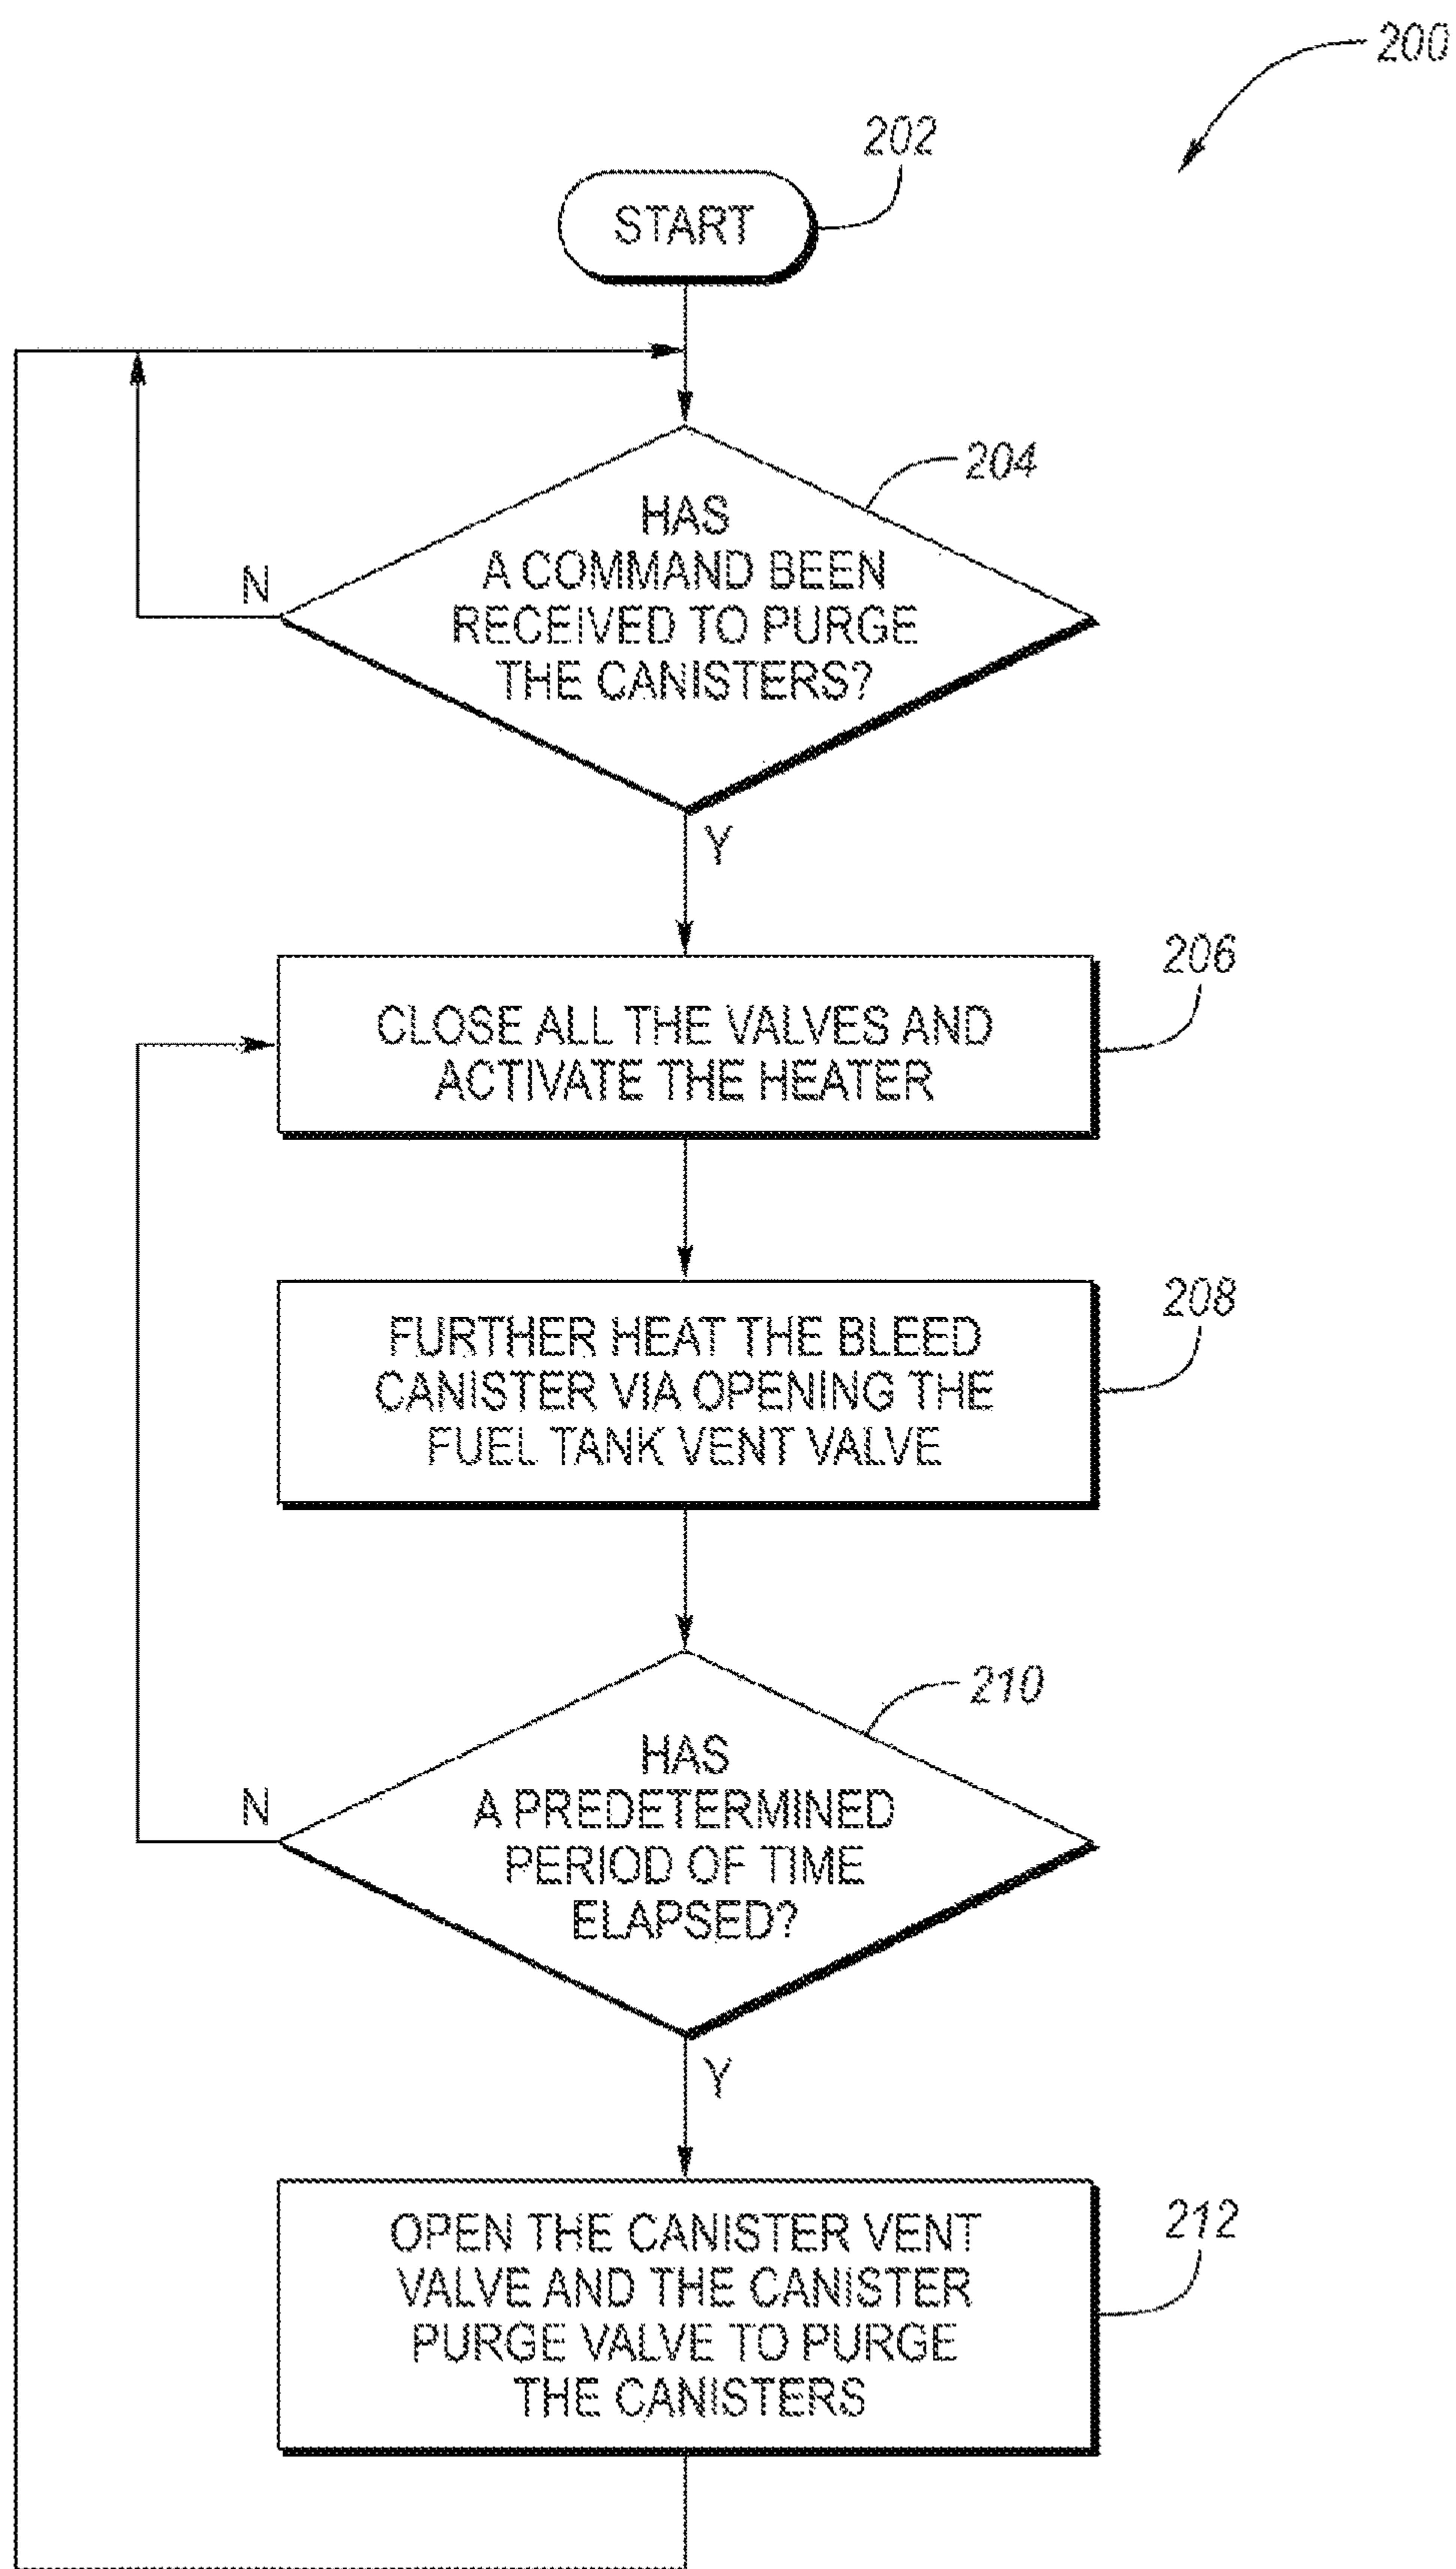 200
202
START
204
HAS
A COMMAND BEEN
RECEIVED TO PURGE
THE CANISTERS?
N
Y
206
CLOSE ALL THE VALVES AND
ACTIVATE THE HEATER
208
FURTHER HEAT THE BLEED
CANISTER VIA OPENING THE
FUEL TANK VENT VALVE
210
HAS
A PREDETERMINED
PERIOD OF TIME
ELAPSED?
N
Y
212
OPEN THE CANISTER VENT
VALVE AND THE CANISTER
PURGE VALVE TO PURGE
THE CANISTERS